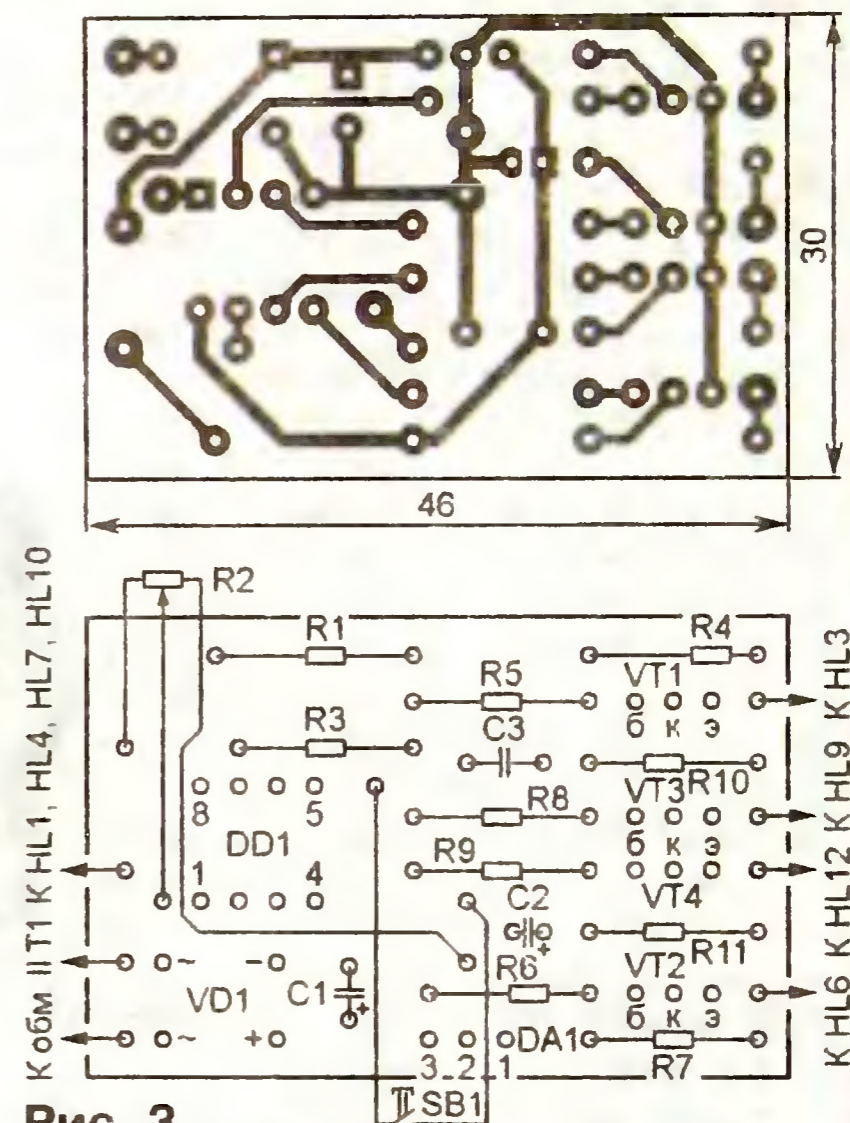 30
46
R2
К обм II T1 К HL1, HL4, HL7, HL10
R1
R4
R5
VT1
б к э
К HL3
R3
C3
R10
8
5
R8
VT3
б к э
К HL9
DD1
R9
1
4
C2
VT4
К HL12
+
R11
~
−
R6
VT2
VD1
C1
+
б к э
К HL6
~
+
DA1
3 2 1
R7
SB1
Рис. 3